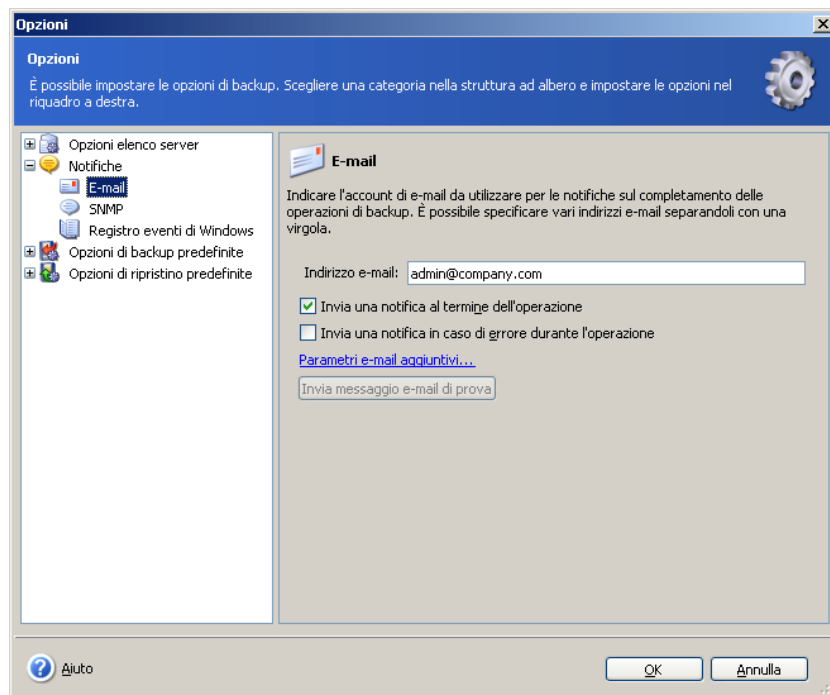 Opzioni
Opzioni
È possibile impostare le opzioni di backup. Scegliere una categoria nella struttura ad albero e impostare le opzioni nel
riquadro a destra.
Opzioni elenco server
Notifiche
E-mail
SNMP
Registro eventi di Windows
Opzioni di backup predefinite
Opzioni di ripristino predefinite
E-mail
Indicare l'account di e-mail da utilizzare per le notifiche sul completamento delle
operazioni di backup. È possibile specificare vari indirizzi e-mail separandoli con una
virgola.
Indirizzo e-mail: admin@company.com
Invia una notifica al termine dell'operazione
Invia una notifica in caso di errore durante l'operazione
Parametri e-mail aggiuntivi...
Invia messaggio e-mail di prova
Aiuto
OK
Annulla